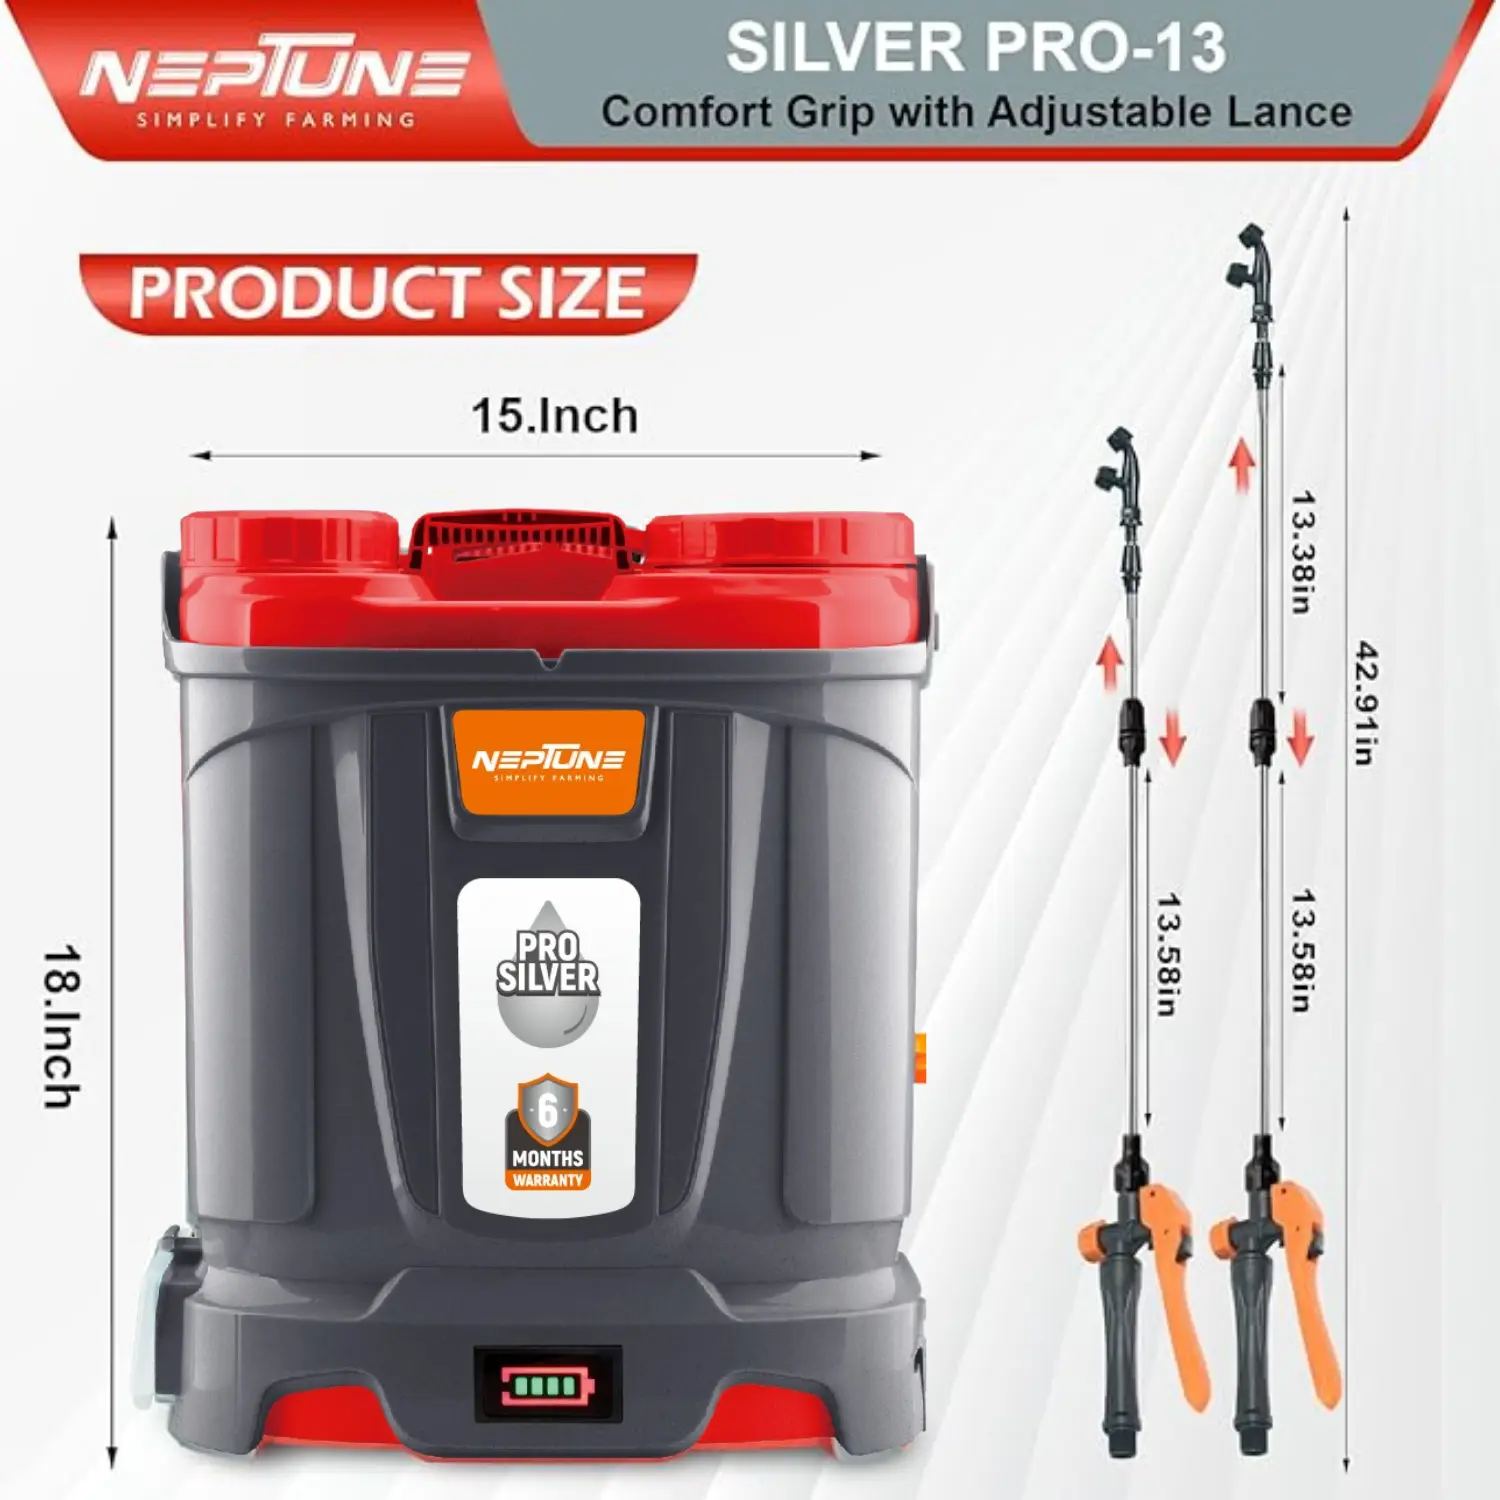 NEPTUNE
SIMPLIFY FARMING
SILVER PRO-13
Comfort Grip with Adjustable Lance
PRODUCT SIZE
15.Inch
18.Inch
NEPTUNE
SIMPLIFY FARMING
PRO
SILVER
6
MONTHS
WARRANTY
13.38in
42.91in
13.58in
13.58in